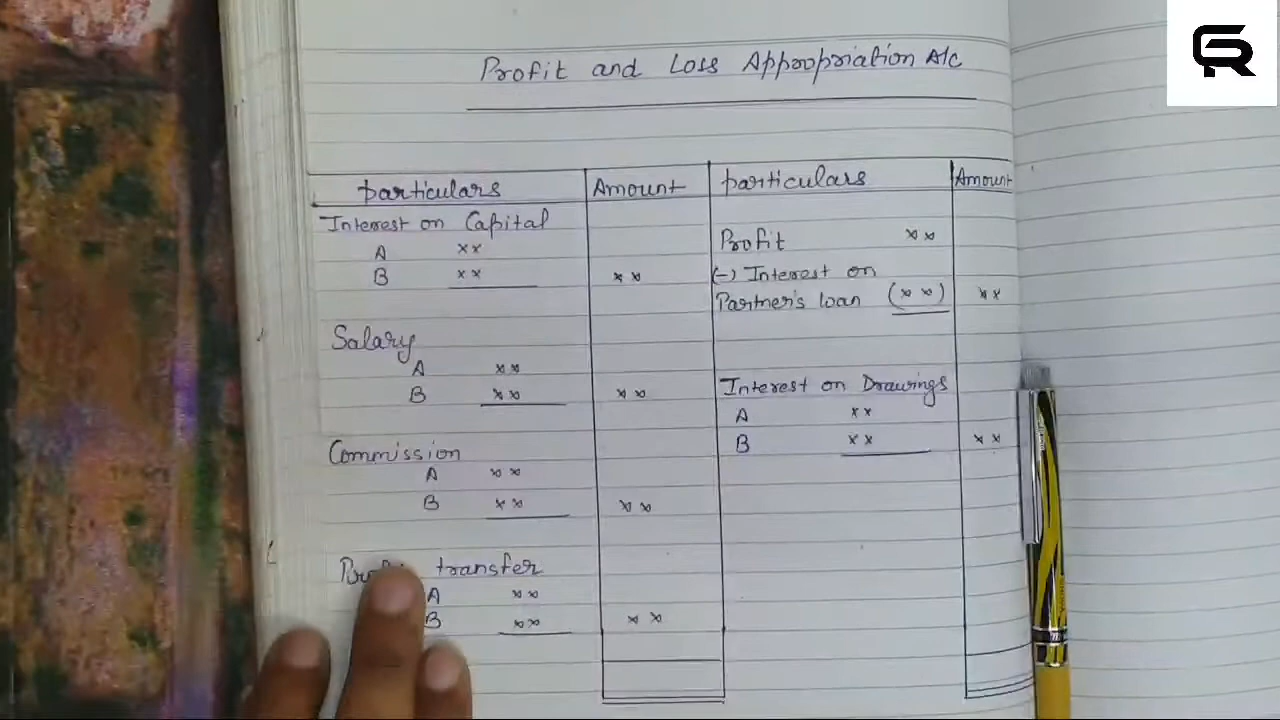 Profit and Loss Appropriation A/c
particulars Amount particulars Amount
Interest on Capital
A xx
B xx xx
Salary
A xx
B xx xx
Commission
A xx
B xx xx
transfer
A xx
B xx xx
Profit xx
(-) Interest on
Partner's loan (xx) xx
Interest on Drawings
A xx
B xx xx
GR